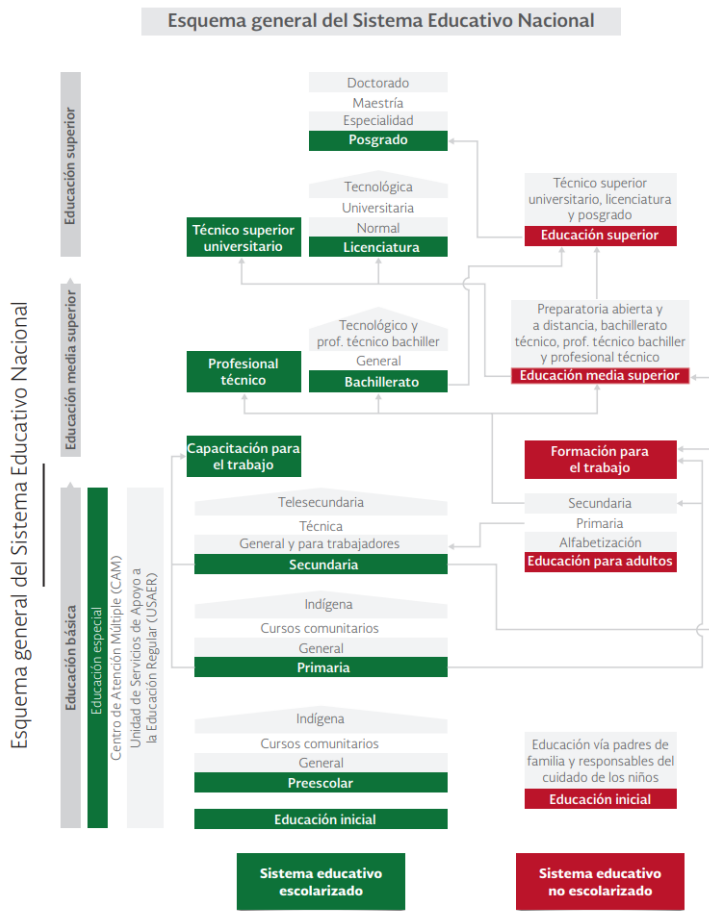 Esquema general del Sistema Educativo Nacional
Esquema general del Sistema Educativo Nacional
Educación superior
Educación media superior
Educación básica
Educación especial
Centro de Atención Múltiple (CAM)
Unidad de Servicios de Apoyo a
la Educación Regular (USAER)
Doctorado
Maestría
Especialidad
Posgrado
Tecnológica
Universitaria
Normal
Licenciatura
Técnico superior
universitario
Técnico superior
universitario, licenciatura
y posgrado
Educación superior
Tecnológico y
prof. técnico bachiller
General
Bachillerato
Profesional
técnico
Preparatoria abierta y
a distancia, bachillerato
técnico, prof. técnico bachiller
y profesional técnico
Educación media superior
Capacitación para
el trabajo
Formación para
el trabajo
Telesecundaria
Técnica
General y para trabajadores
Secundaria
Secundaria
Primaria
Alfabetización
Educación para adultos
Indígena
Cursos comunitarios
General
Primaria
Indígena
Cursos comunitarios
General
Preescolar
Educación inicial
Educación vía padres de
familia y responsables del
cuidado de los niños
Educación inicial
Sistema educativo
escolarizado
Sistema educativo
no escolarizado